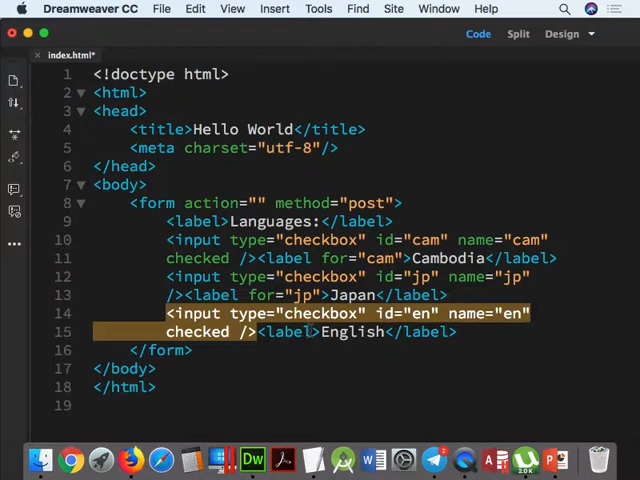 Dreamweaver CC File Edit View Insert Tools Find Site Window Help
Code Split Design
index.html*
1 <!doctype html>
2 <html>
3 <head>
4 <title>Hello World</title>
5 <meta charset="utf-8"/>
6 </head>
7 <body>
8 <form action="" method="post">
9 <label>Languages:</label>
10 <input type="checkbox" id="cam" name="cam"
11 checked /><label for="cam">Cambodia</label>
12 <input type="checkbox" id="jp" name="jp"
13 /><label for="jp">Japan</label>
14 <input type="checkbox" id="en" name="en"
15 checked /><label>English</label>
16 </form>
17 </body>
18 </html>
19
Dw W A P